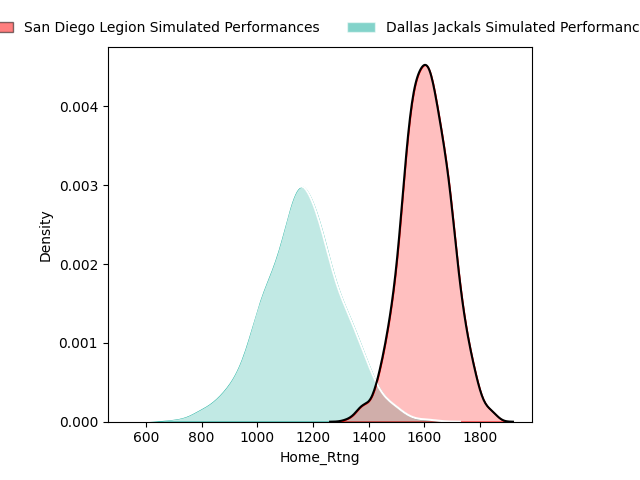 San Diego Legion Simulated Performances Dallas Jackals Simulated Performanc
0.004
0.003
0.002
0.001
0.000
Density
600 800 1000 1200 1400 1600 1800
Home_Rtng